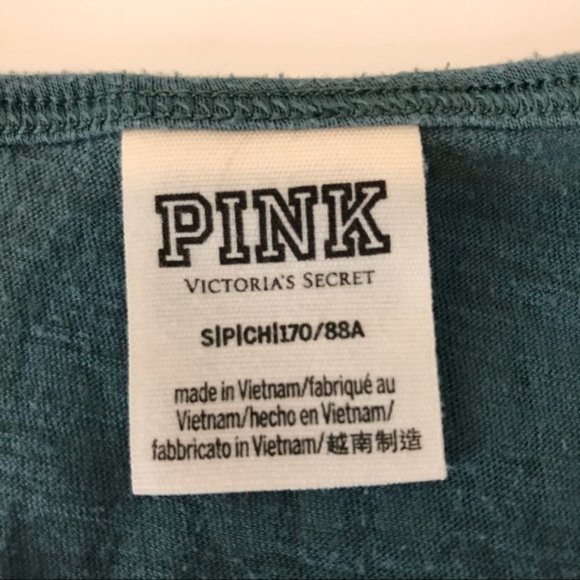 PINK
VICTORIA'S SECRET
S|P|CH|170/88A
made in Vietnam/fabriqué au
Vietnam/hecho en Vietnam/
fabbricato in Vietnam/越南制造